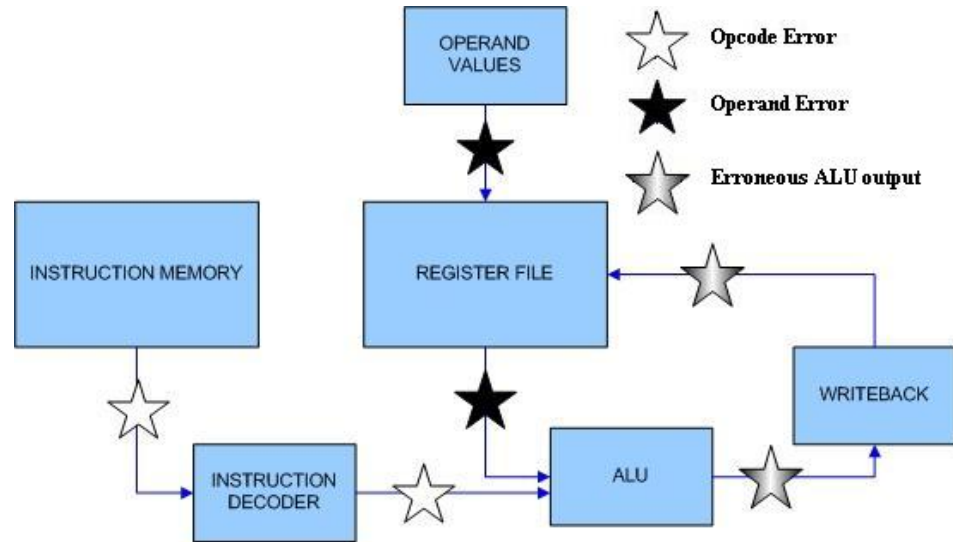 OPERAND
VALUES
Opcode Error
Operand Error
Erroneous ALU output
INSTRUCTION MEMORY
REGISTER FILE
WRITEBACK
INSTRUCTION
DECODER
ALU